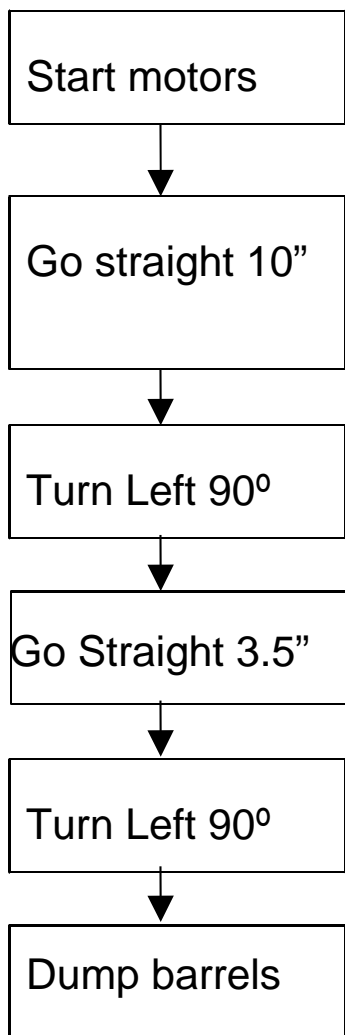 Start motors
Go straight 10”
Turn Left 90º
Go Straight 3.5”
Turn Left 90º
Dump barrels